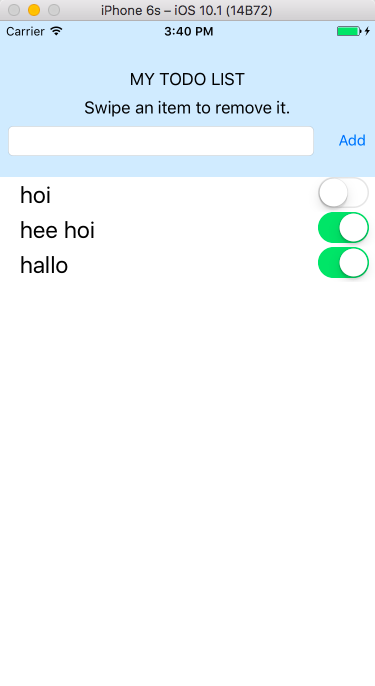 iPhone 6s – iOS 10.1 (14B72)
Carrier 3:40 PM
MY TODO LIST
Swipe an item to remove it.
Add
hoi
hee hoi
hallo